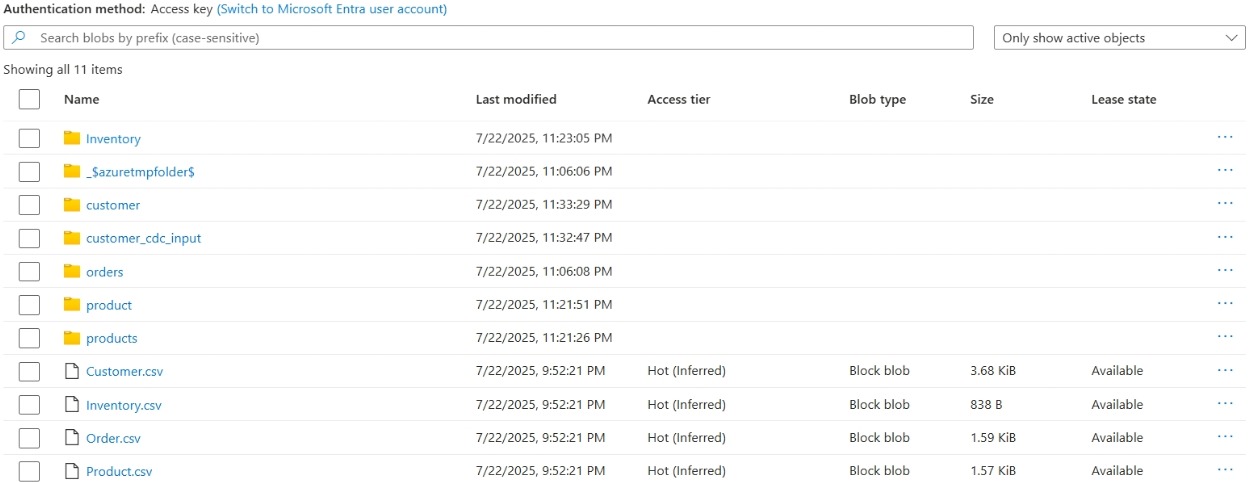 Authentication method: Access key (Switch to Microsoft Entra user account)
Search blobs by prefix (case-sensitive) Only show active objects
Showing all 11 items
Name Last modified Access tier Blob type Size Lease state
Inventory 7/22/2025, 11:23:05 PM ...
_$azuretmpfolder$ 7/22/2025, 11:06:06 PM ...
customer 7/22/2025, 11:33:29 PM ...
customer_cdc_input 7/22/2025, 11:32:47 PM ...
orders 7/22/2025, 11:06:08 PM ...
product 7/22/2025, 11:21:51 PM ...
products 7/22/2025, 11:21:26 PM ...
Customer.csv 7/22/2025, 9:52:21 PM Hot (Inferred) Block blob 3.68 KiB Available ...
Inventory.csv 7/22/2025, 9:52:21 PM Hot (Inferred) Block blob 838 B Available ...
Order.csv 7/22/2025, 9:52:21 PM Hot (Inferred) Block blob 1.59 KiB Available ...
Product.csv 7/22/2025, 9:52:21 PM Hot (Inferred) Block blob 1.57 KiB Available ...